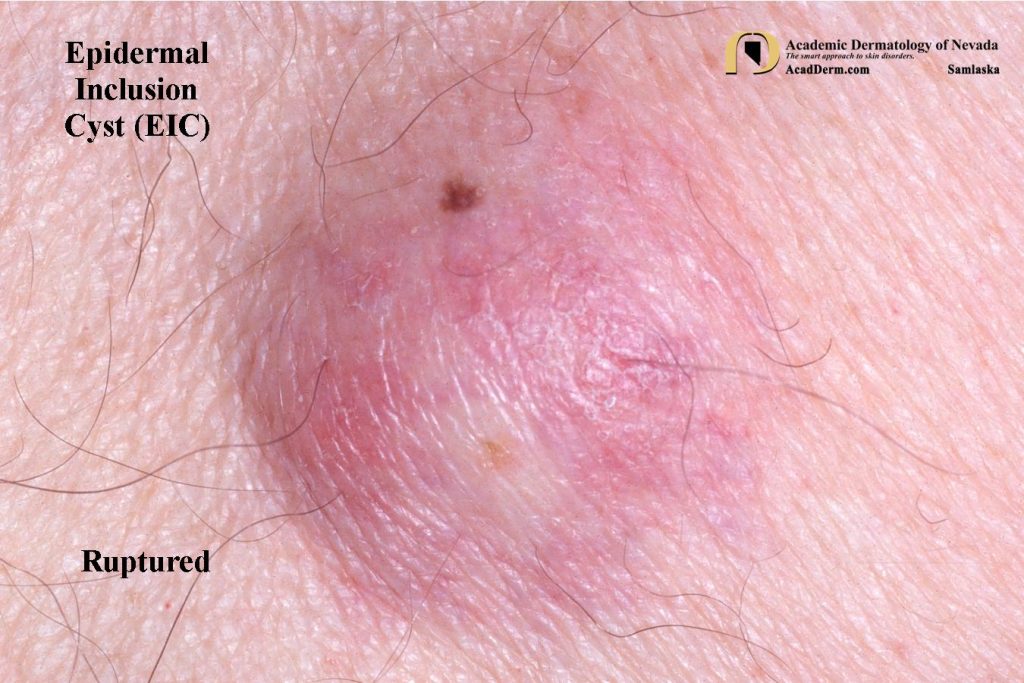 Epidermal
Inclusion
Cyst (EIC)
Academic Dermatology of Nevada
The smart approach to skin disorders.
AcadDerm.com Samlaska
Ruptured